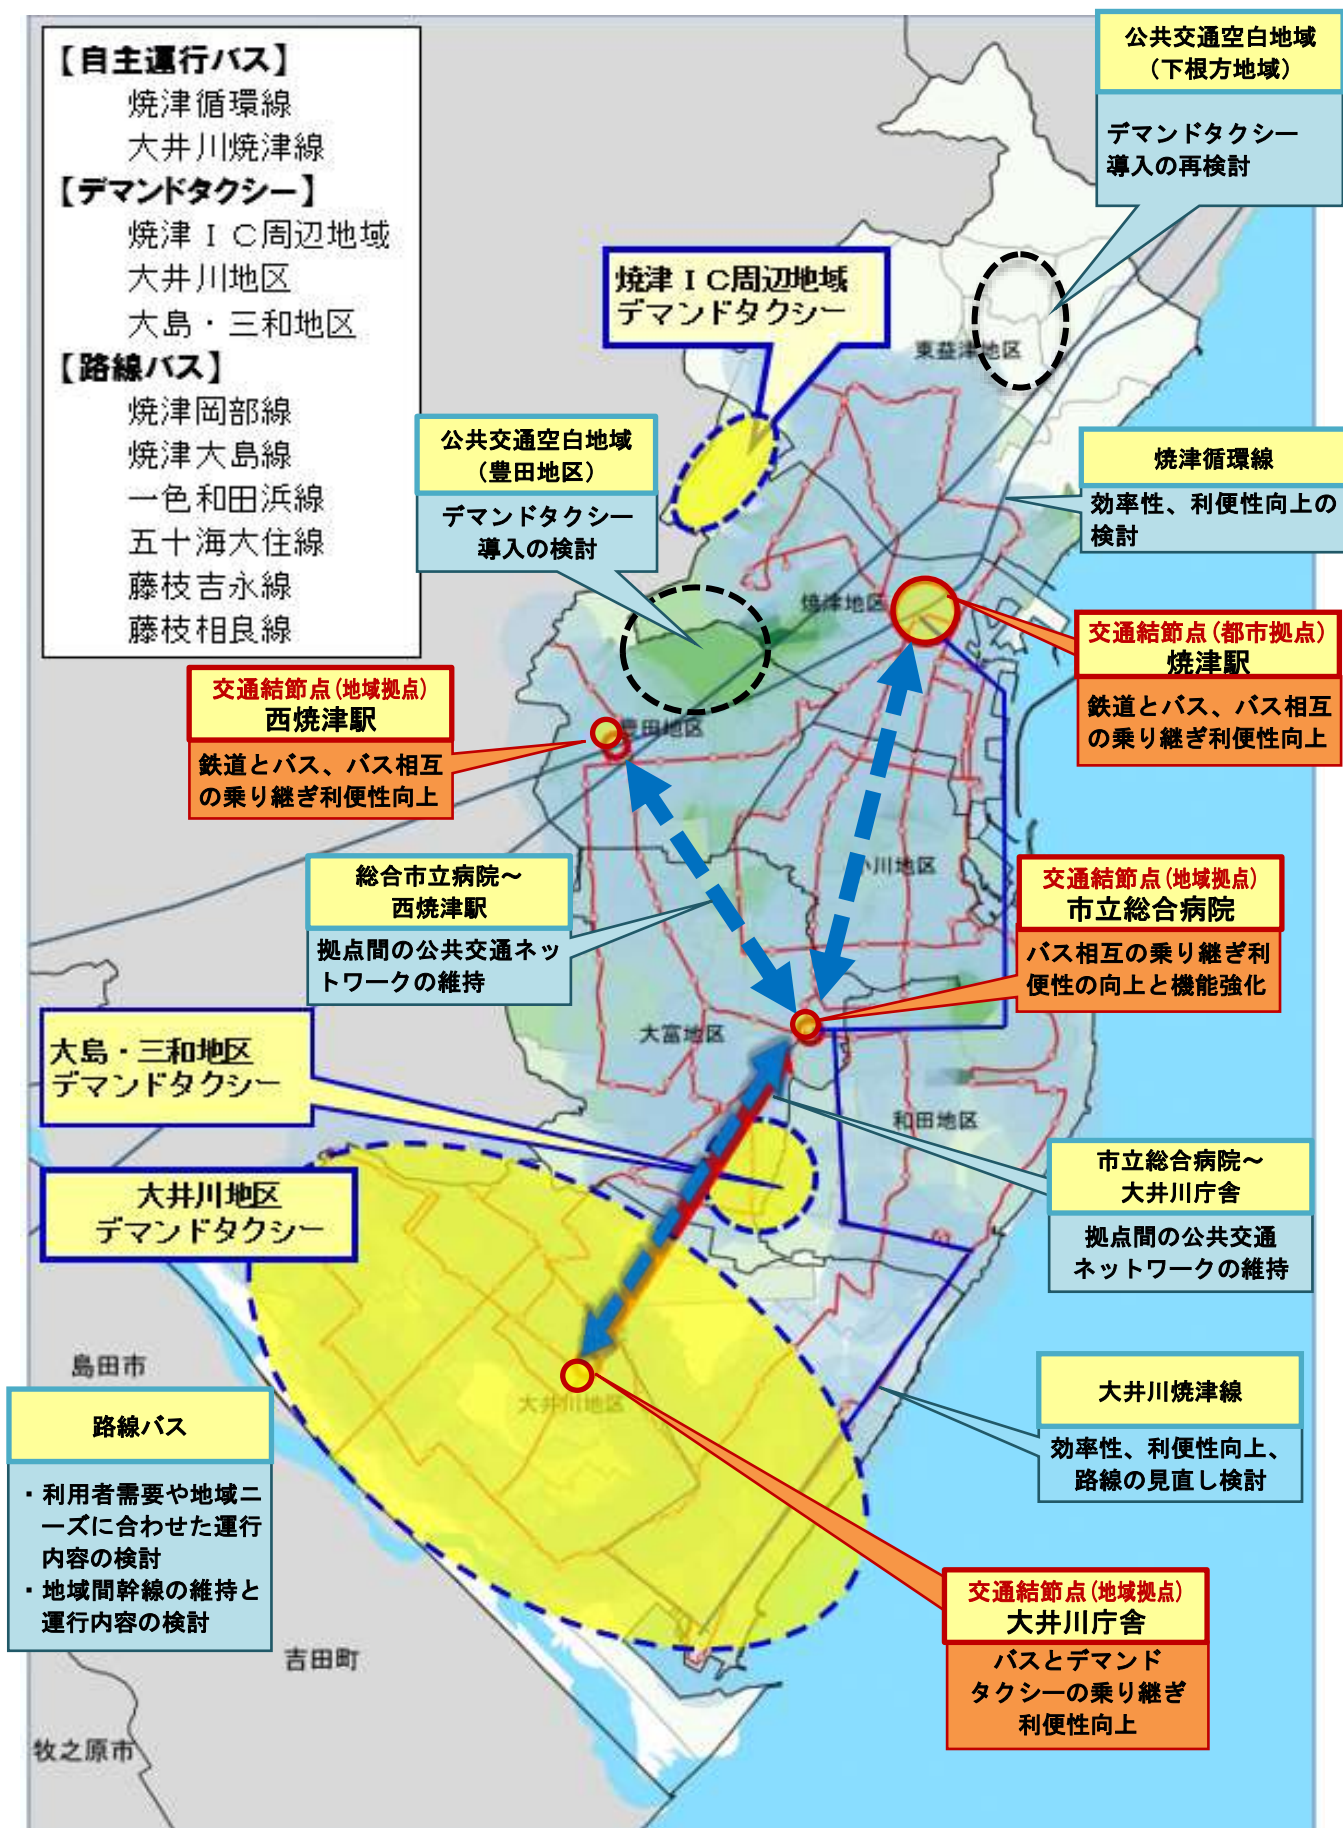 【自主運行バス】
焼津循環線
大井川焼津線
【デマンドタクシー】
焼津ＩＣ周辺地域
大井川地区
大島・三和地区
【路線バス】
焼津岡部線
焼津大島線
一色和田浜線
五十海大住線
藤枝吉永線
藤枝相良線
公共交通空白地域
（下根方地域）
デマンドタクシー
導入の再検討
焼津ＩＣ周辺地域
デマンドタクシー
東益津地区
公共交通空白地域
（豊田地区）
デマンドタクシー
導入の検討
焼津循環線
効率性、利便性向上の
検討
焼津地区
交通結節点（都市拠点）
焼津駅
鉄道とバス、バス相互
の乗り継ぎ利便性向上
交通結節点（地域拠点）
西焼津駅
鉄道とバス、バス相互
の乗り継ぎ利便性向上
豊田地区
総合市立病院～
西焼津駅
拠点間の公共交通ネッ
トワークの維持
小川地区
交通結節点（地域拠点）
市立総合病院
バス相互の乗り継ぎ利
便性の向上と機能強化
大富地区
大島・三和地区
デマンドタクシー
和田地区
市立総合病院～
大井川庁舎
拠点間の公共交通
ネットワークの維持
大井川地区
デマンドタクシー
島田市
大井川地区
大井川焼津線
効率性、利便性向上、
路線の見直し検討
路線バス
・利用者需要や地域ニ
ーズに合わせた運行
内容の検討
・地域間幹線の維持と
運行内容の検討
交通結節点（地域拠点）
大井川庁舎
バスとデマンド
タクシーの乗り継ぎ
利便性向上
吉田町
牧之原市